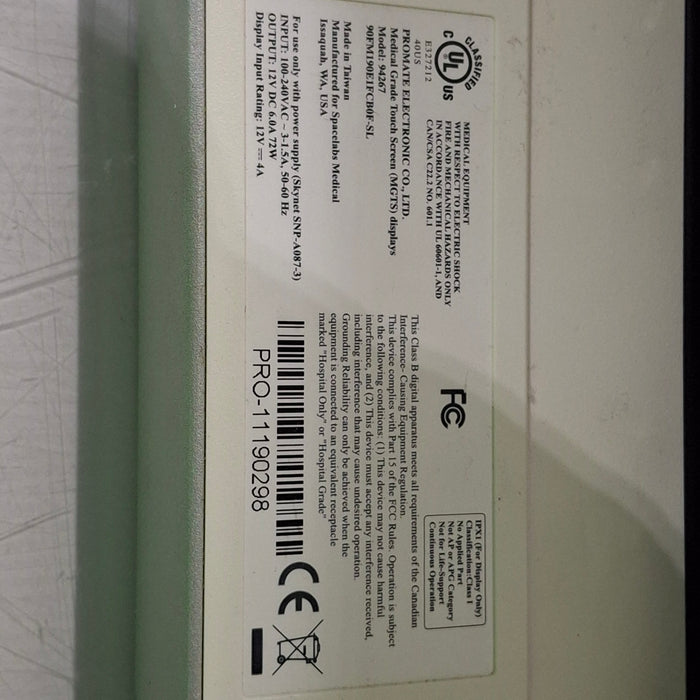 CLASSIFIED
C UL US
E327212
40US
MEDICAL EQUIPMENT
WITH RESPECT TO ELECTRIC SHOCK
FIRE AND MECHANICAL HAZARDS ONLY
IN ACCORDANCE WITH UL 60601-1, AND
CAN/CSA C22.2 NO. 601.1
PROMATE ELECTRONIC CO., LTD.
Medical Grade Touch Screen (MGTS) displays
Model: 94267
90FM190E1FCB0F-SL
Made in Taiwan
Manufactured for Spacelabs Medical
Issaquah, WA, USA
For use only with power supply (Skynet SNP-A087-3)
INPUT: 100-240VAC ~ 3-1.5A, 50-60 Hz
OUTPUT: 12V DC 6.0A 72W
Display Input Rating: 12V ⎓ 4A
FC
IPX1 (For Display Only)
Classification:Class I
No Applied Part
Not AP or APG Category
Not for Life-Support
Continuous Operation
This Class B digital apparatus meets all requirements of the Canadian
Interference- Causing Equipment Regulation.
This device complies with Part 15 of the FCC Rules. Operation is subject
to the following conditions: (1) This device may not cause harmful
interference, and (2) This device must accept any interference received,
including interference that may cause undesired operation.
Grounding Reliability can only be achieved when the
equipment is connected to an equivalent receptacle
marked "Hospital Only" or "Hospital Grade"
PRO-11190298
CE